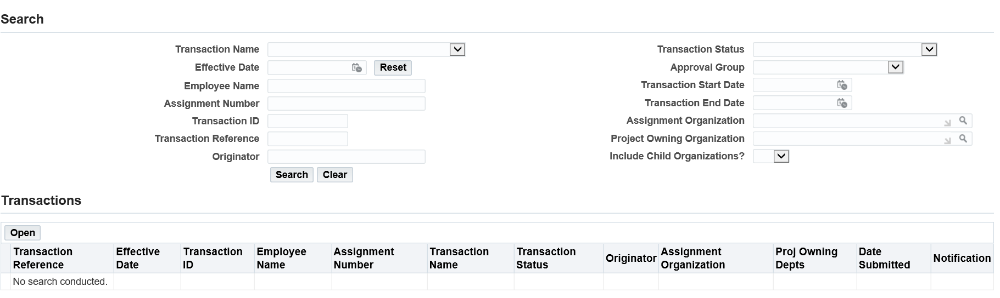 Search
Transaction Name
Transaction Status
Effective Date
Reset
Approval Group
Employee Name
Transaction Start Date
Assignment Number
Transaction End Date
Transaction ID
Assignment Organization
Transaction Reference
Project Owning Organization
Originator
Include Child Organizations?
Search Clear
Transactions
Open
Transaction Reference
Effective Date
Transaction ID
Employee Name
Assignment Number
Transaction Name
Transaction Status
Originator
Assignment Organization
Proj Owning Depts
Date Submitted
Notification
No search conducted.